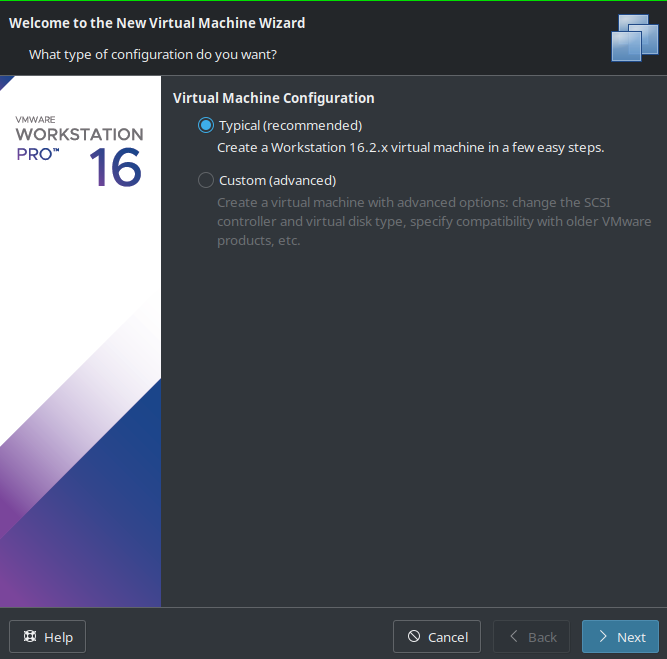 Welcome to the New Virtual Machine Wizard
What type of configuration do you want?
VMWARE
WORKSTATION
PRO™ 16
Virtual Machine Configuration
Typical (recommended)
Create a Workstation 16.2.x virtual machine in a few easy steps.
Custom (advanced)
Create a virtual machine with advanced options: change the SCSI
controller and virtual disk type, specify compatibility with older VMware
products, etc.
Help
Cancel
Back
Next